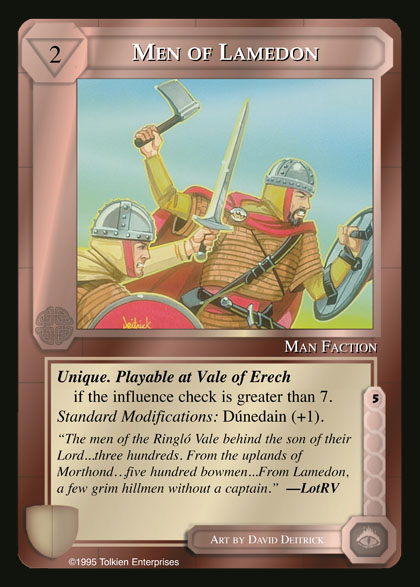 2
MEN OF LAMEDON
deitrick
MAN FACTION
Unique. Playable at Vale of Erech
if the influence check is greater than 7.
Standard Modifications: Dúnedain (+1).
5
“The men of the Ringló Vale behind the son of their
Lord...three hundreds. From the uplands of
Morthond…five hundred bowmen...From Lamedon,
a few grim hillmen without a captain.” —LotRV
ART BY DAVID DEITRICK
©1995 Tolkien Enterprises